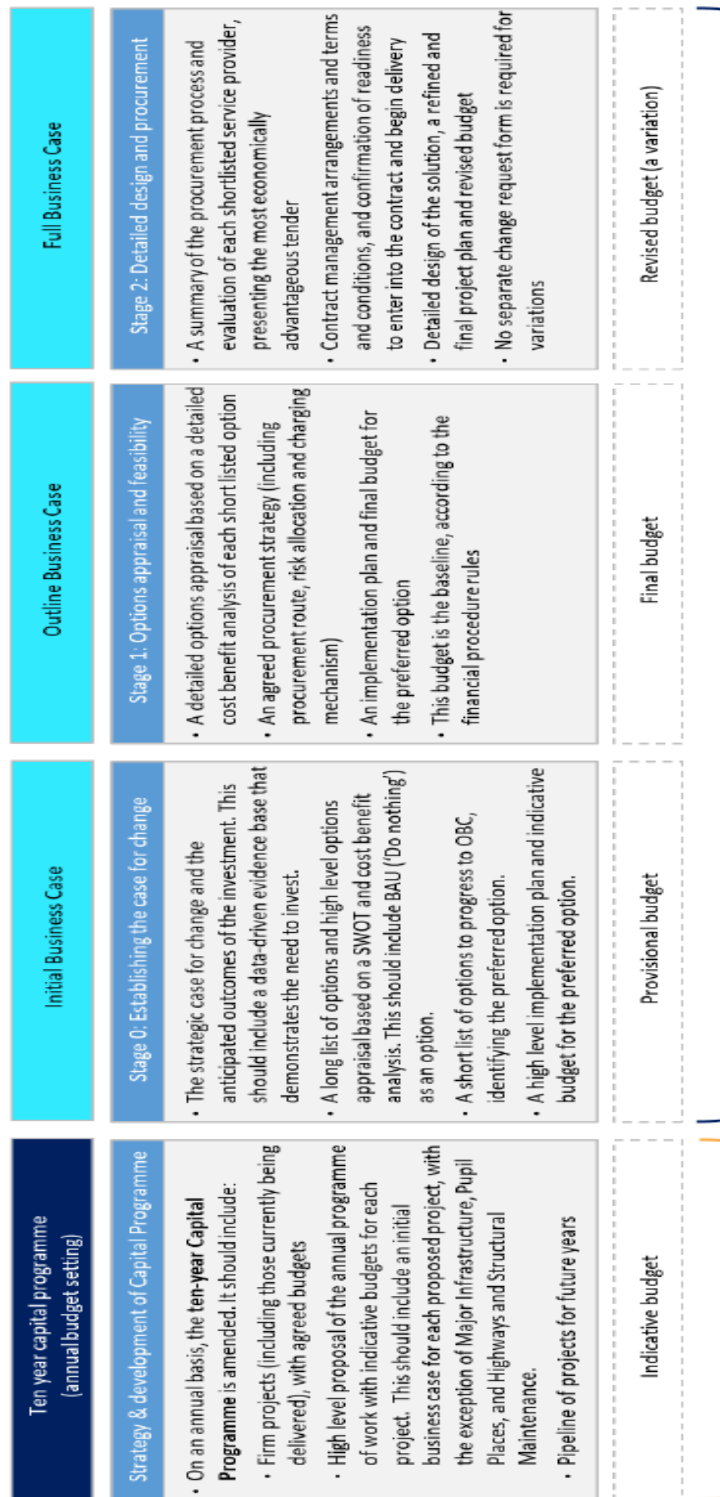 Ten year capital programme
(annual budget setting)
Strategy & development of Capital Programme
• On an annual basis, the ten-year Capital
Programme is amended. It should include:
• Firm projects (including those currently being
delivered), with agreed budgets
• High level proposal of the annual programme
of work with indicative budgets for each
project. This should include an initial
business case for each proposed project, with
the exception of Major Infrastructure, Pupil
Places, and Highways and Structural
Maintenance.
• Pipeline of projects for future years
Indicative budget
Initial Business Case
Stage 0: Establishing the case for change
• The strategic case for change and the
anticipated outcomes of the investment. This
should include a data-driven evidence base that
demonstrates the need to invest.
• A long list of options and high level options
appraisal based on a SWOT and cost benefit
analysis. This should include BAU ('Do nothing')
as an option.
• A short list of options to progress to OBC,
identifying the preferred option.
• A high level implementation plan and indicative
budget for the preferred option.
Provisional budget
Outline Business Case
Stage 1: Options appraisal and feasibility
• A detailed options appraisal based on a detailed
cost benefit analysis of each short listed option
• An agreed procurement strategy (including
procurement route, risk allocation and charging
mechanism)
• An implementation plan and final budget for
the preferred option
• This budget is the baseline, according to the
financial procedure rules
Final budget
Full Business Case
Stage 2: Detailed design and procurement
• A summary of the procurement process and
evaluation of each shortlisted service provider,
presenting the most economically
advantageous tender
• Contract management arrangements and terms
and conditions, and confirmation of readiness
to enter into the contract and begin delivery
• Detailed design of the solution, a refined and
final project plan and revised budget
• No separate change request form is required for
variations
Revised budget (a variation)